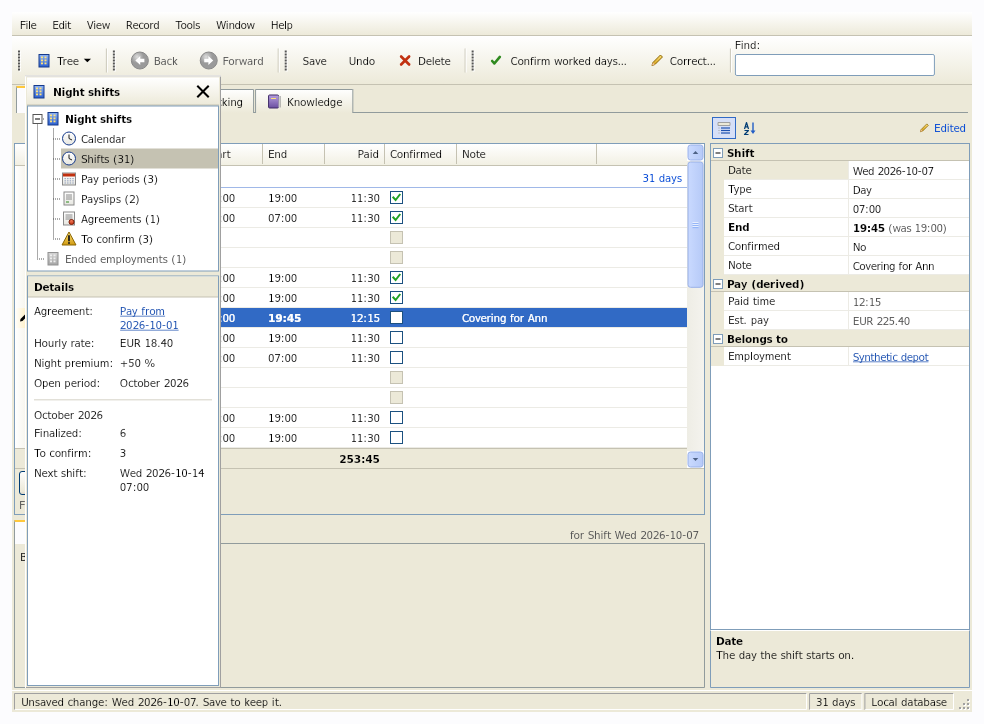 File Edit View Record Tools Window Help
Tree Back Forward Save Undo Delete Confirm worked days... Correct... Find:
Night shifts
king Knowledge
Edited
Night shifts
Calendar
Shifts (31)
Pay periods (3)
Payslips (2)
Agreements (1)
To confirm (3)
Ended employments (1)
Details
Agreement: Pay from
2026-10-01
Hourly rate: EUR 18.40
Night premium: +50 %
Open period: October 2026
October 2026
Finalized: 6
To confirm: 3
Next shift: Wed 2026-10-14
07:00
rt End Paid Confirmed Note
31 days
00 19:00 11:30
00 07:00 11:30
00 19:00 11:30
00 19:00 11:30
:00 19:45 12:15 Covering for Ann
00 19:00 11:30
00 07:00 11:30
00 19:00 11:30
00 19:00 11:30
253:45
F
for Shift Wed 2026-10-07
Shift
Date Wed 2026-10-07
Type Day
Start 07:00
End 19:45 (was 19:00)
Confirmed No
Note Covering for Ann
Pay (derived)
Paid time 12:15
Est. pay EUR 225.40
Belongs to
Employment Synthetic depot
Date
The day the shift starts on.
Unsaved change: Wed 2026-10-07. Save to keep it. 31 days Local database